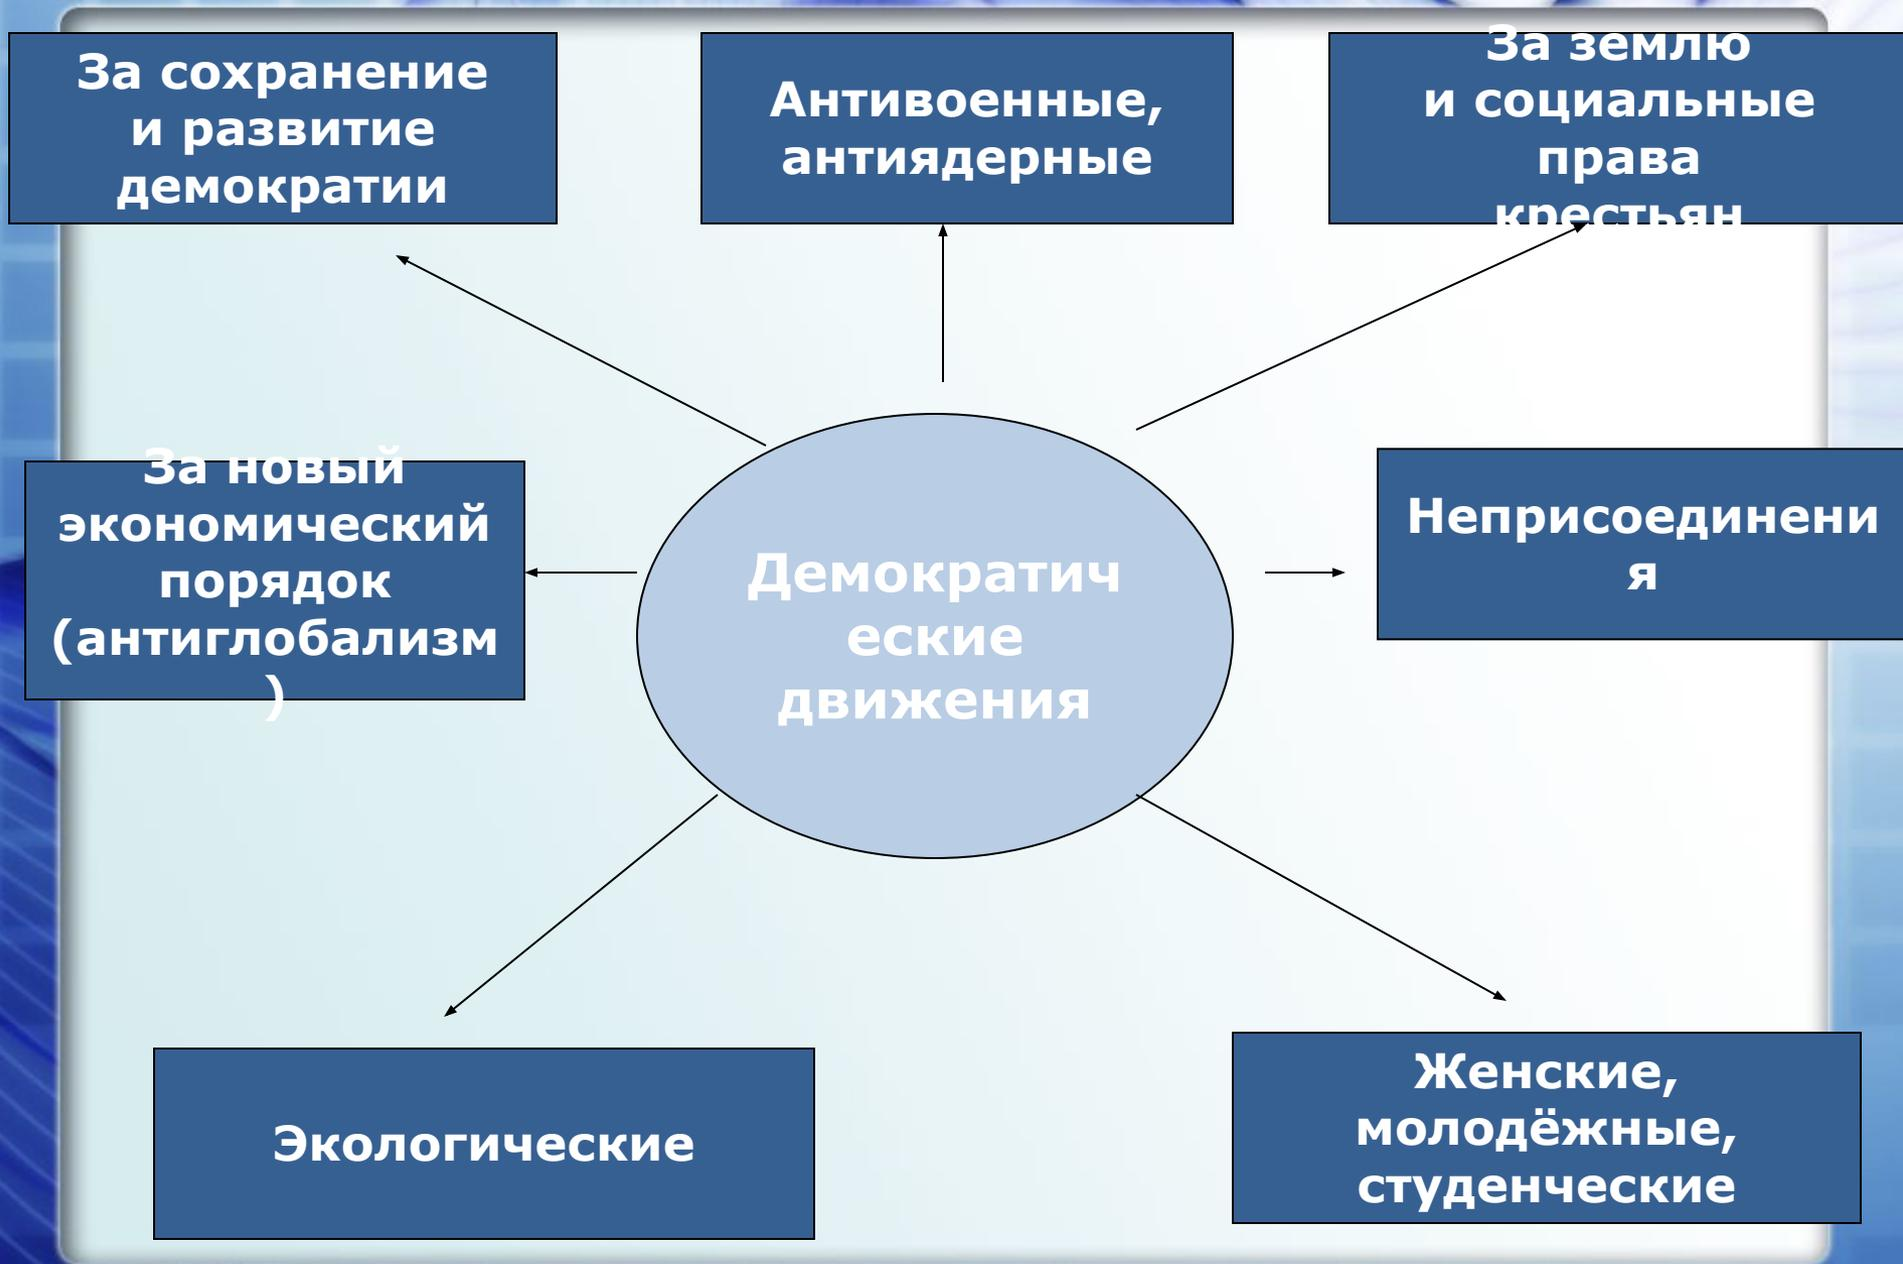 За сохранение
и развитие
демократии
Антивоенные,
антиядерные
За землю
и социальные
права
крестьян
За новый
экономический
порядок
(антиглобализм
)
Демократич
еские
движения
Неприсоединени
я
Экологические
Женские,
молодёжные,
студенческие